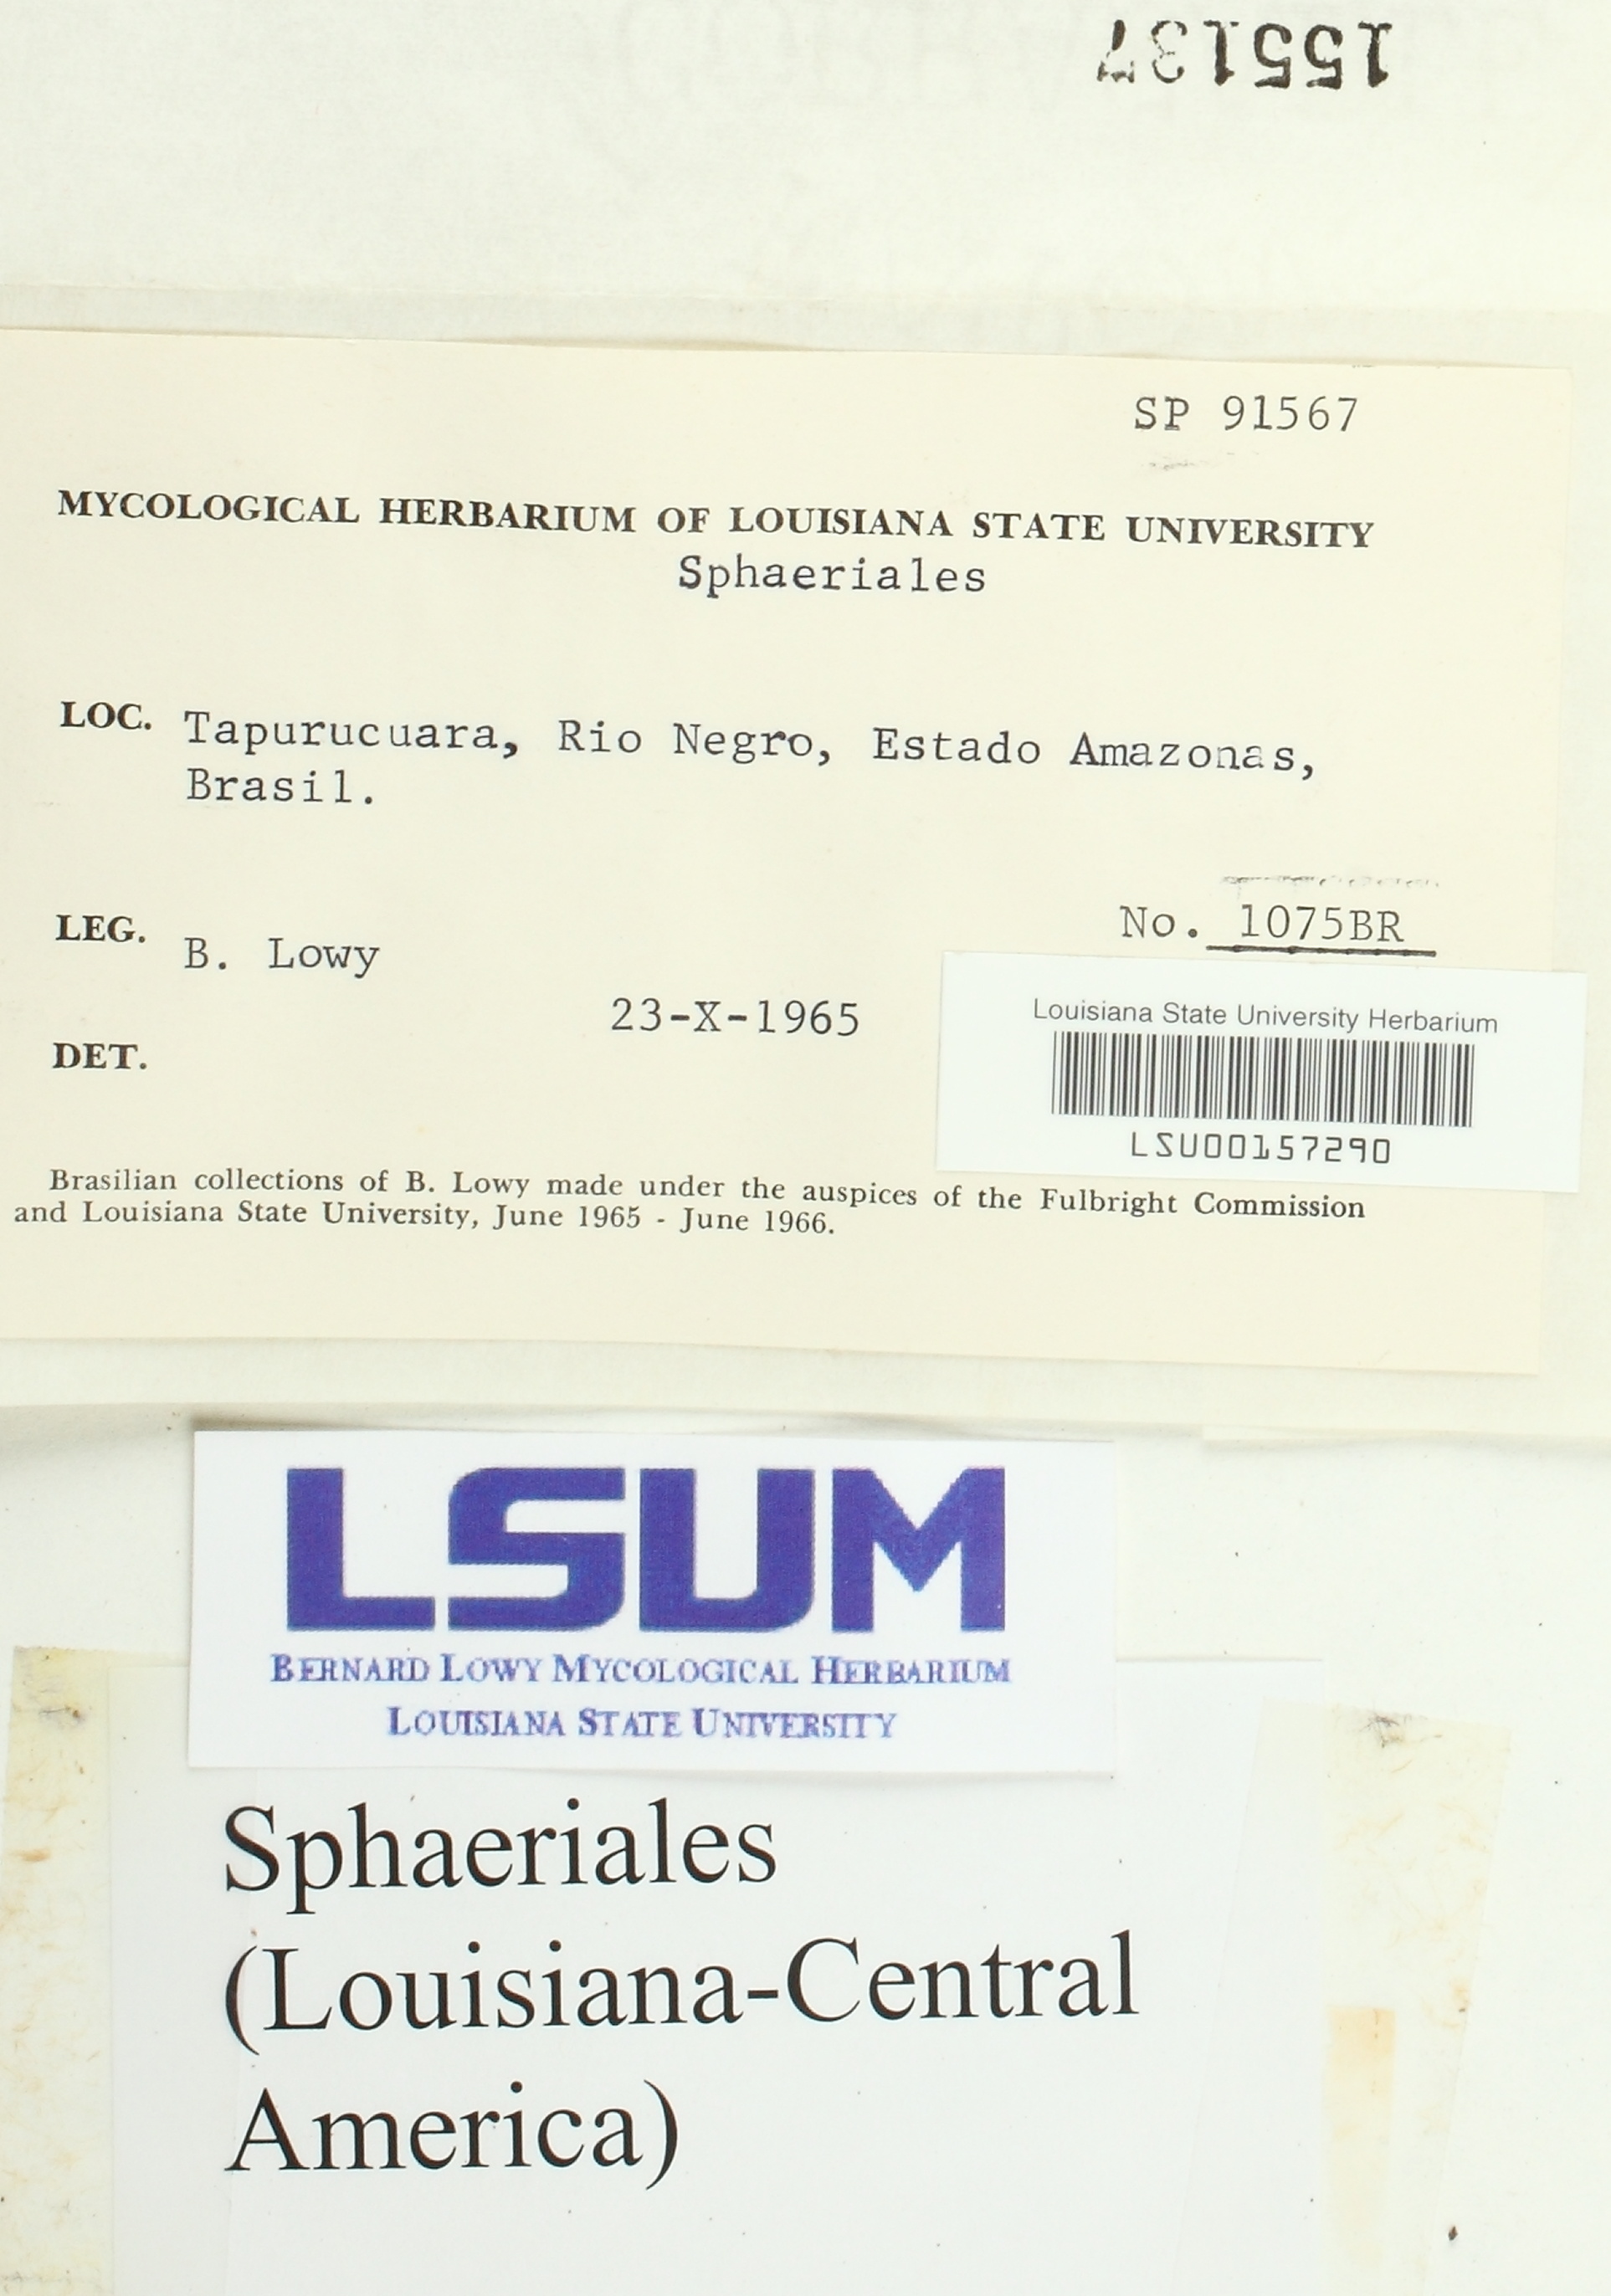 155137
SP 91567
MYCOLOGICAL HERBARIUM OF LOUISIANA STATE UNIVERSITY
Sphaeriales
LOC. Tapurucuara, Rio Negro, Estado Amazonas,
Brasil.
No. 1075BR
LEG. B. Lowy
23-X-1965
DET.
Louisiana State University Herbarium
LSU00157290
Brasilian collections of B. Lowy made under the auspices of the Fulbright Commission
and Louisiana State University, June 1965 - June 1966.
LSUM
BERNARD LOWY MYCOLOGICAL HERBARIUM
LOUISIANA STATE UNIVERSITY
Sphaeriales
(Louisiana-Central
America)